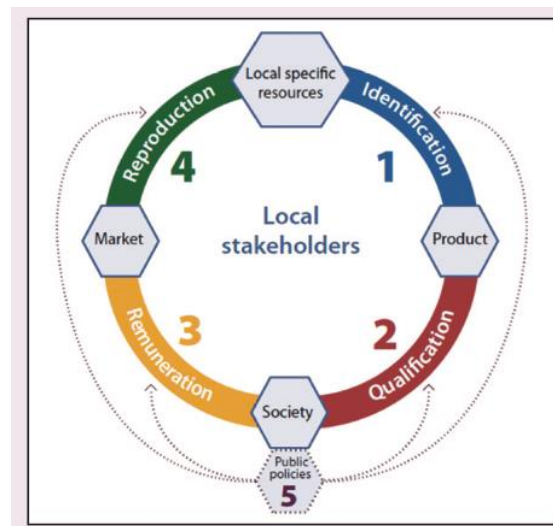 Local specific
resources
Reproduction
Identification
4
1
Local
stakeholders
Market
Product
3
2
Remuneration
Qualification
Society
Public
policies
5